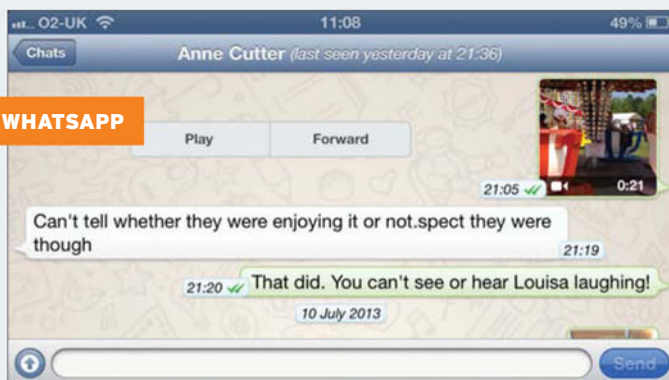 O2-UK 11:08 49%
Chats Anne Cutter (last seen yesterday at 21:36)
WHATSAPP
Play Forward
21:05 0:21
Can't tell whether they were enjoying it or not.spect they were
though
21:19
21:20 That did. You can't see or hear Louisa laughing!
10 July 2013
Send